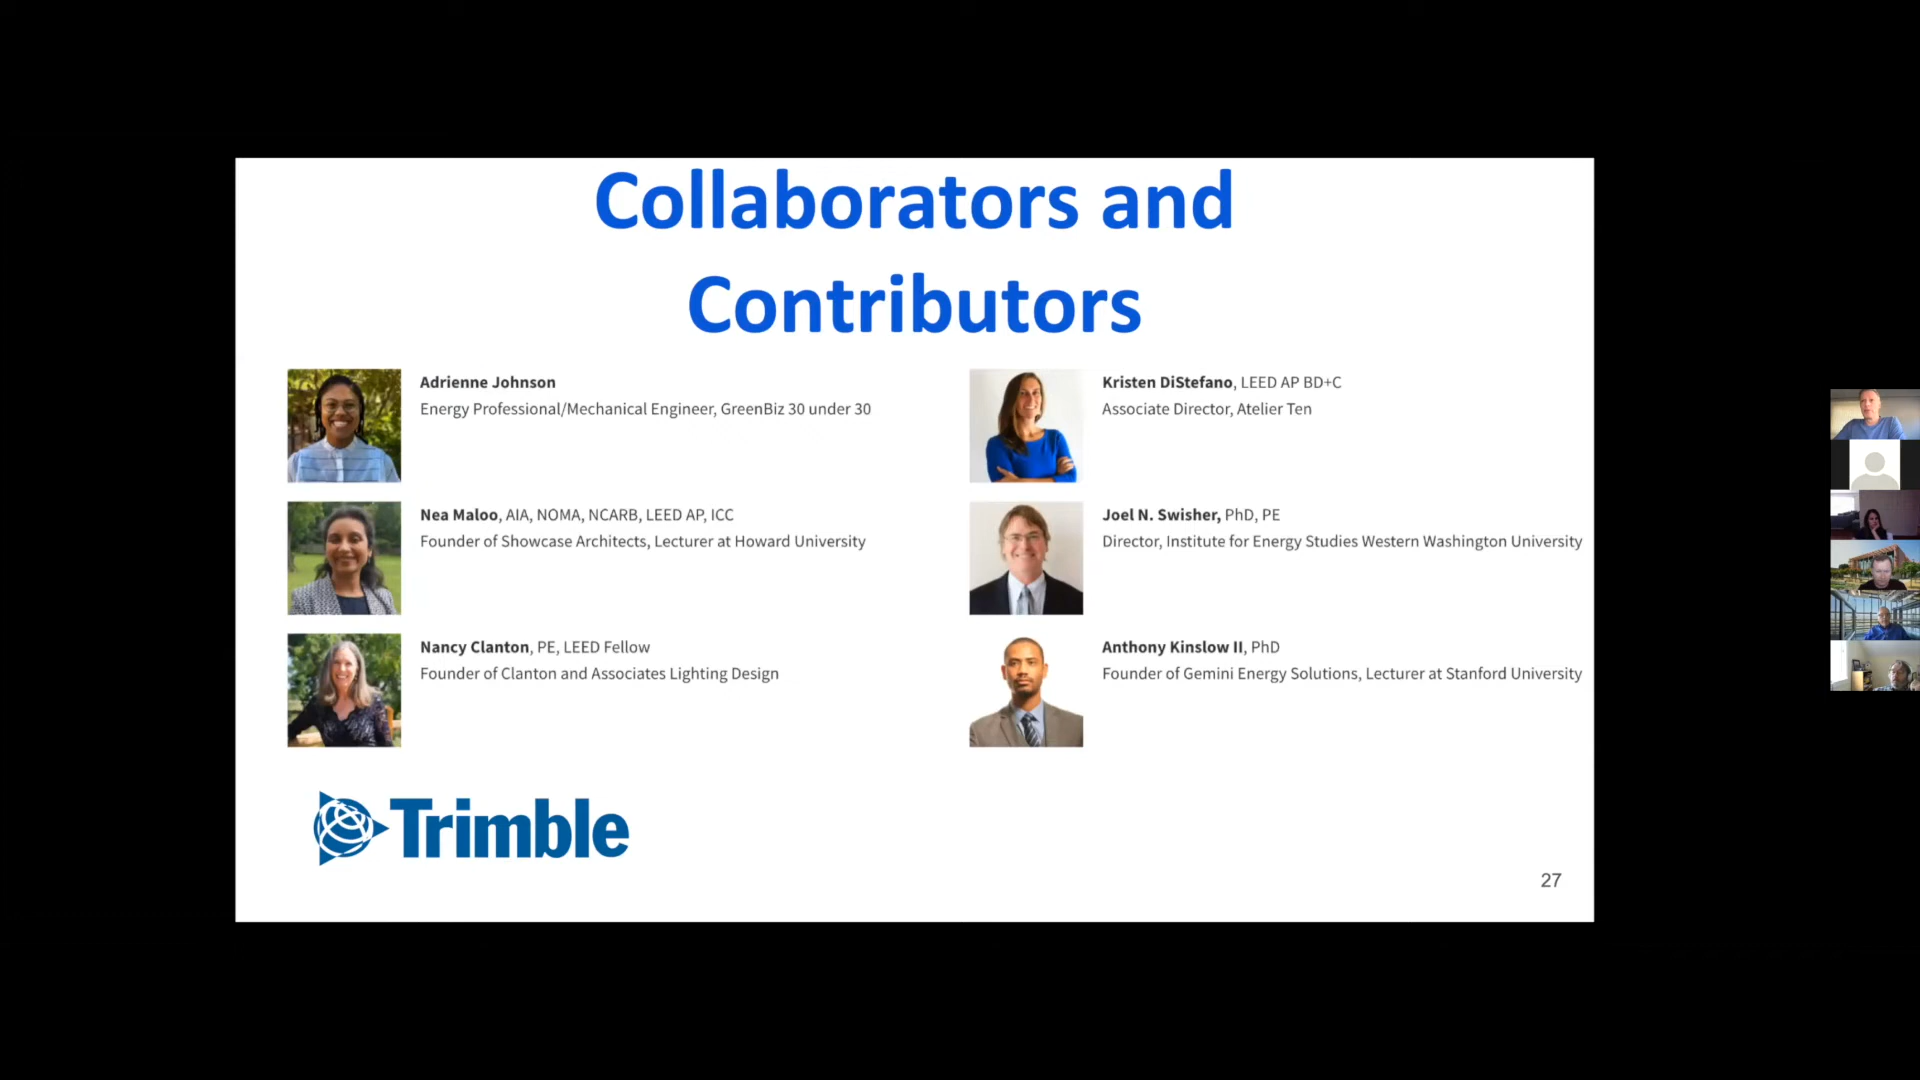 Collaborators and
Contributors
Adrienne Johnson
Energy Professional/Mechanical Engineer, GreenBiz 30 under 30
Nea Maloo, AIA, NOMA, NCARB, LEED AP, ICC
Founder of Showcase Architects, Lecturer at Howard University
Nancy Clanton, PE, LEED Fellow
Founder of Clanton and Associates Lighting Design
Kristen DiStefano, LEED AP BD+C
Associate Director, Atelier Ten
Joel N. Swisher, PhD, PE
Director, Institute for Energy Studies Western Washington University
Anthony Kinslow II, PhD
Founder of Gemini Energy Solutions, Lecturer at Stanford University
Trimble
27